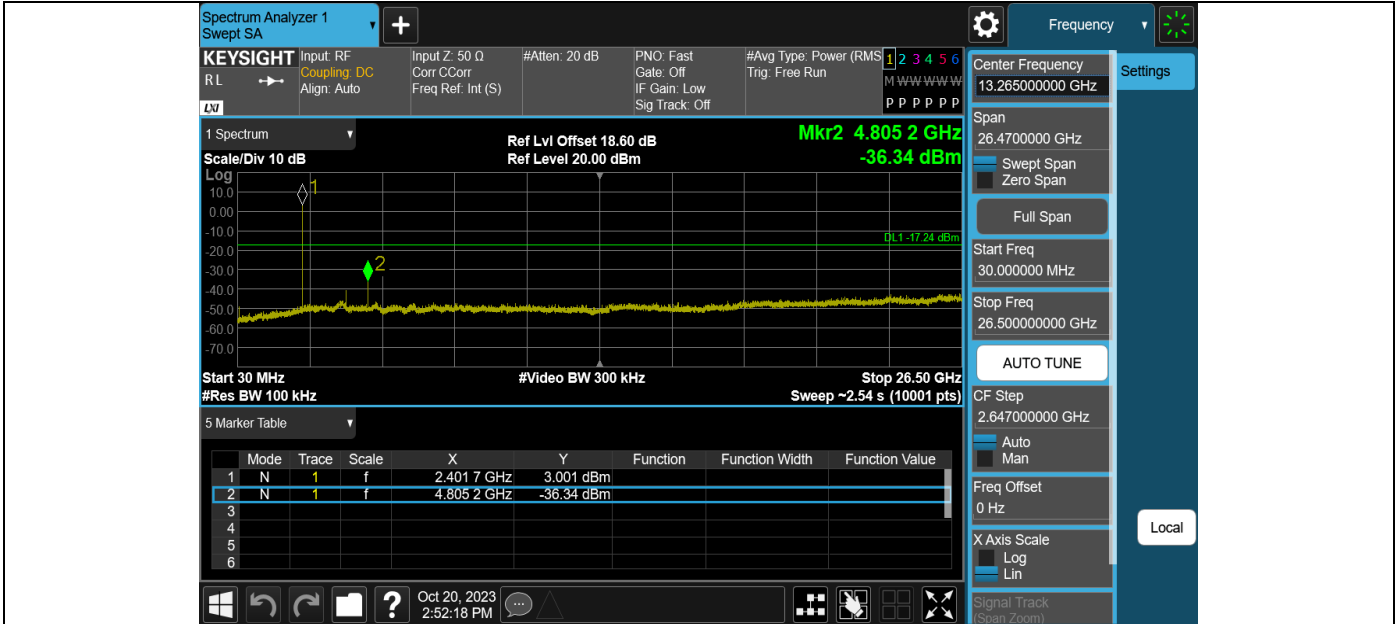 Spectrum Analyzer 1
Swept SA
Frequency
KEYSIGHT
R L
LXI
Input: RF
Coupling: DC
Align: Auto
Input Z: 50 Ω
Corr CCorr
Freq Ref: Int (S)
#Atten: 20 dB
PNO: Fast
Gate: Off
IF Gain: Low
Sig Track: Off
#Avg Type: Power (RMS
Trig: Free Run
1 2 3 4 5 6
M W W W W W
P P P P P P
1 Spectrum
Scale/Div 10 dB
Ref Lvl Offset 18.60 dB
Ref Level 20.00 dBm
Mkr2 4.805 2 GHz
-36.34 dBm
Log
10.0
0.00
-10.0
-20.0
-30.0
-40.0
-50.0
-60.0
-70.0
1
2
DL1 -17.24 dBm
Start 30 MHz
#Video BW 300 kHz
Stop 26.50 GHz
#Res BW 100 kHz
Sweep ~2.54 s (10001 pts)
5 Marker Table
Mode Trace Scale X Y Function Function Width Function Value
1 N 1 f 2.401 7 GHz 3.001 dBm
2 N 1 f 4.805 2 GHz -36.34 dBm
3
4
5
6
Oct 20, 2023
2:52:18 PM
Center Frequency
13.265000000 GHz
Span
26.4700000 GHz
Swept Span
Zero Span
Full Span
Start Freq
30.000000 MHz
Stop Freq
26.500000000 GHz
AUTO TUNE
CF Step
2.647000000 GHz
Auto
Man
Freq Offset
0 Hz
X Axis Scale
Log
Lin
Signal Track
(Span Zoom)
Settings
Local